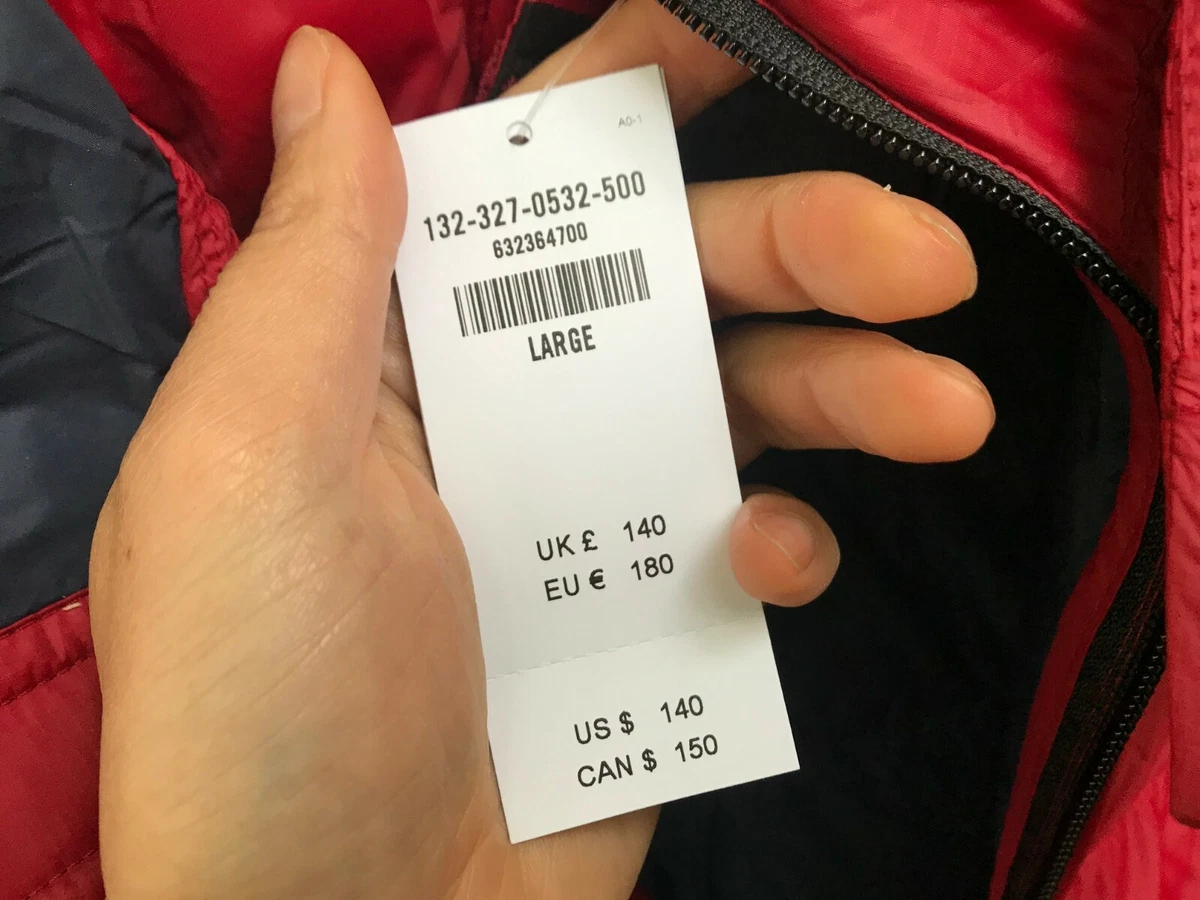 A0-1
132-327-0532-500
632364700
LARGE
UK £ 140
EU € 180
US $ 140
CAN $ 150